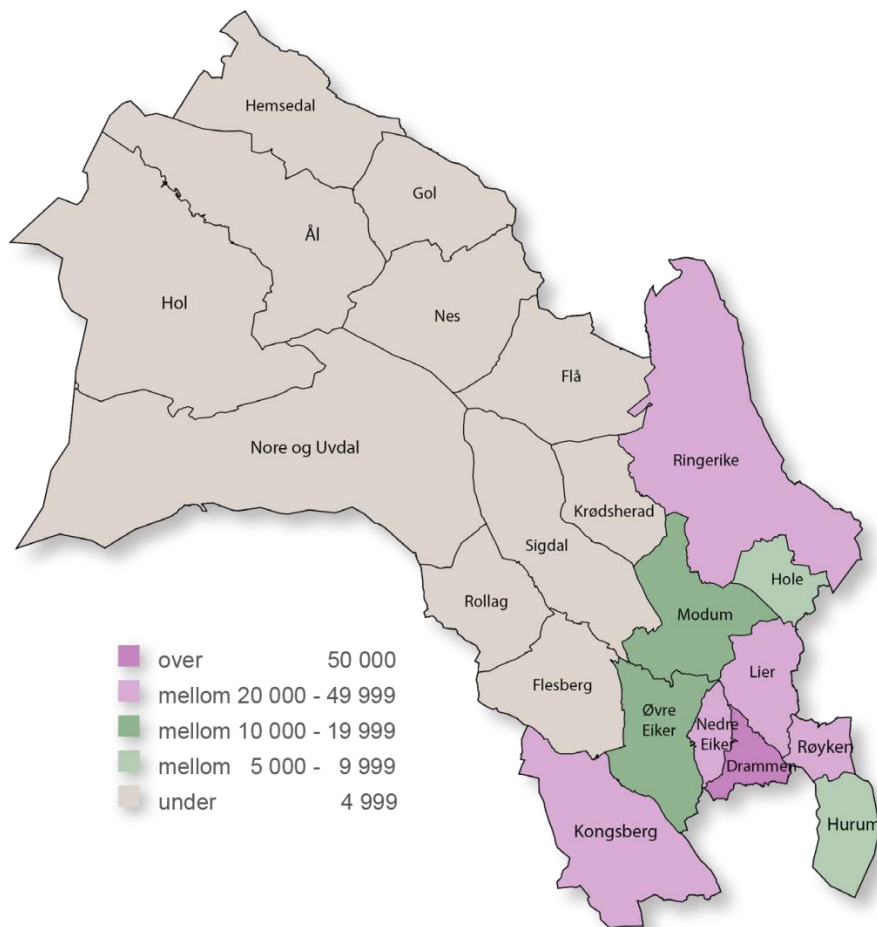 Hemsedal
Gol
Ål
Hol
Nes
Flå
Nore og Uvdal
Ringerike
Krødsherad
Sigdal
Hole
Rollag
Modum
Lier
Flesberg
Øvre
Eiker
Nedre
Eiker
Røyken
Drammen
Kongsberg
Hurum
over 50 000
mellom 20 000 - 49 999
mellom 10 000 - 19 999
mellom 5 000 - 9 999
under 4 999